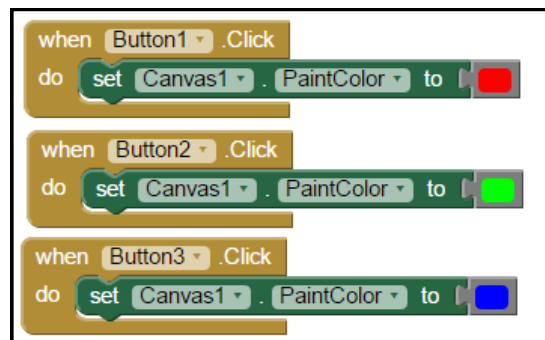 when Button1 .Click
do set Canvas1 . PaintColor to
when Button2 .Click
do set Canvas1 . PaintColor to
when Button3 .Click
do set Canvas1 . PaintColor to